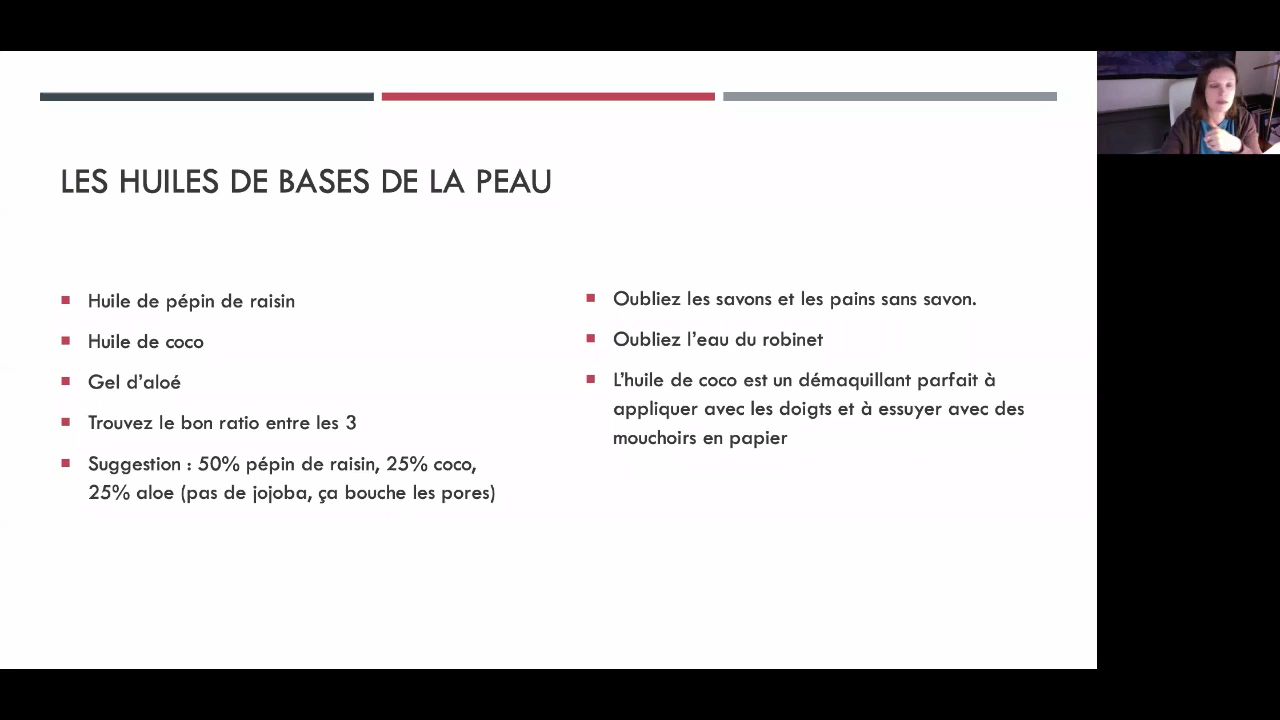 LES HUILES DE BASES DE LA PEAU
Huile de pépin de raisin
Huile de coco
Gel d'aloé
Trouvez le bon ratio entre les 3
Suggestion : 50% pépin de raisin, 25% coco,
25% aloe (pas de jojoba, ça bouche les pores)
Oubliez les savons et les pains sans savon.
Oubliez l'eau du robinet
L'huile de coco est un démaquillant parfait à
appliquer avec les doigts et à essuyer avec des
mouchoirs en papier